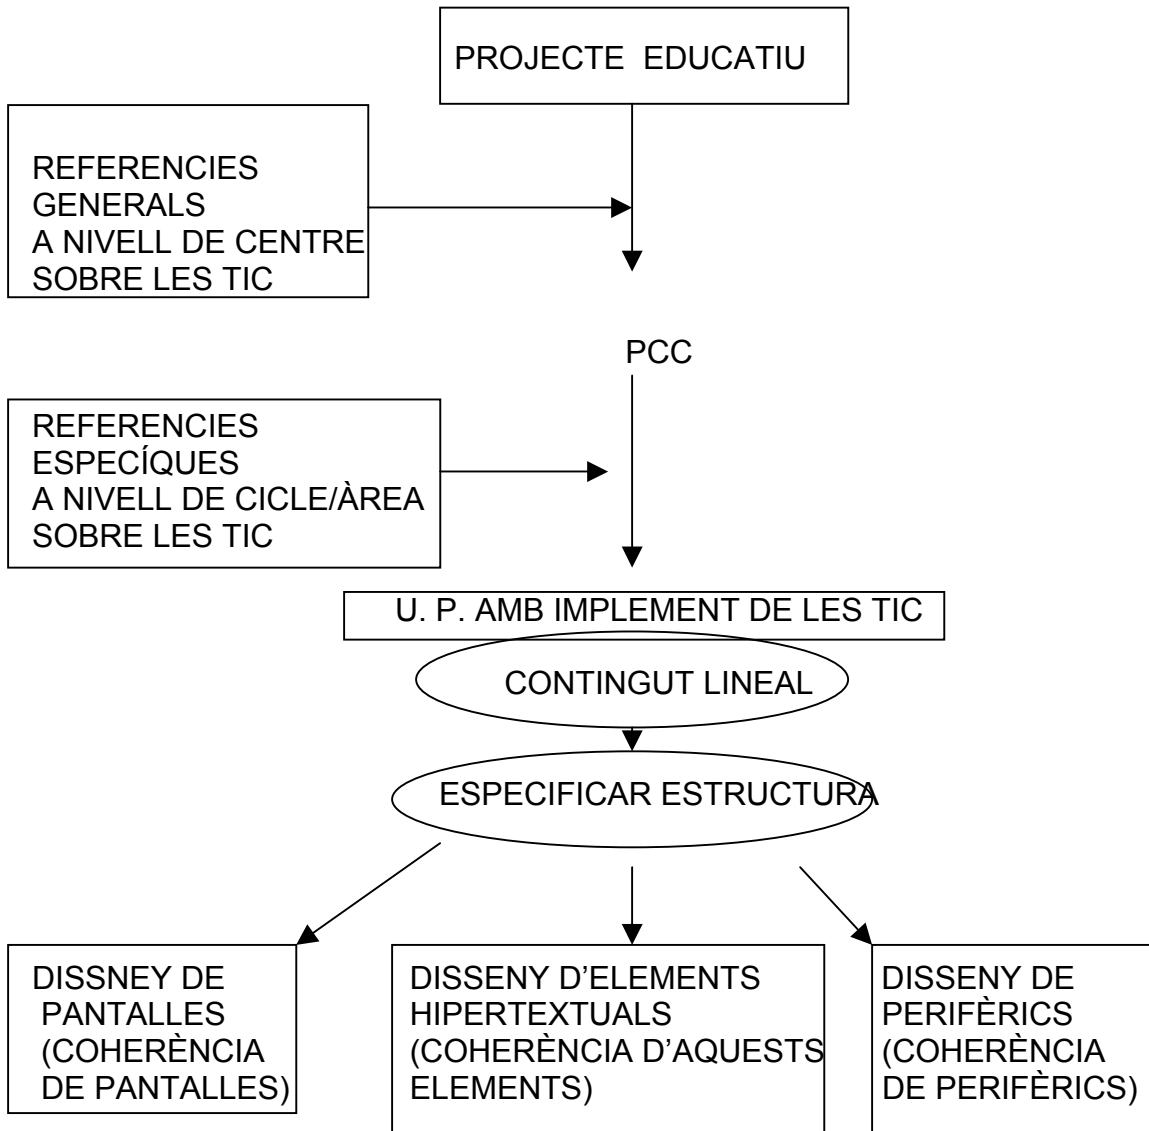 PROJECTE EDUCATIU
REFERENCIES
GENERALS
A NIVELL DE CENTRE
SOBRE LES TIC
PCC
REFERENCIES
ESPECÍQUES
A NIVELL DE CICLE/ÀREA
SOBRE LES TIC
U. P. AMB IMPLEMENT DE LES TIC
CONTINGUT LINEAL
ESPECIFICAR ESTRUCTURA
DISSNEY DE
PANTALLES
(COHERÈNCIA
DE PANTALLES)
DISSENY D'ELEMENTS
HIPERTEXTUALS
(COHERÈNCIA D'AQUESTS
ELEMENTS)
DISSENY DE
PERIFÈRICS
(COHERÈNCIA
DE PERIFÈRICS)